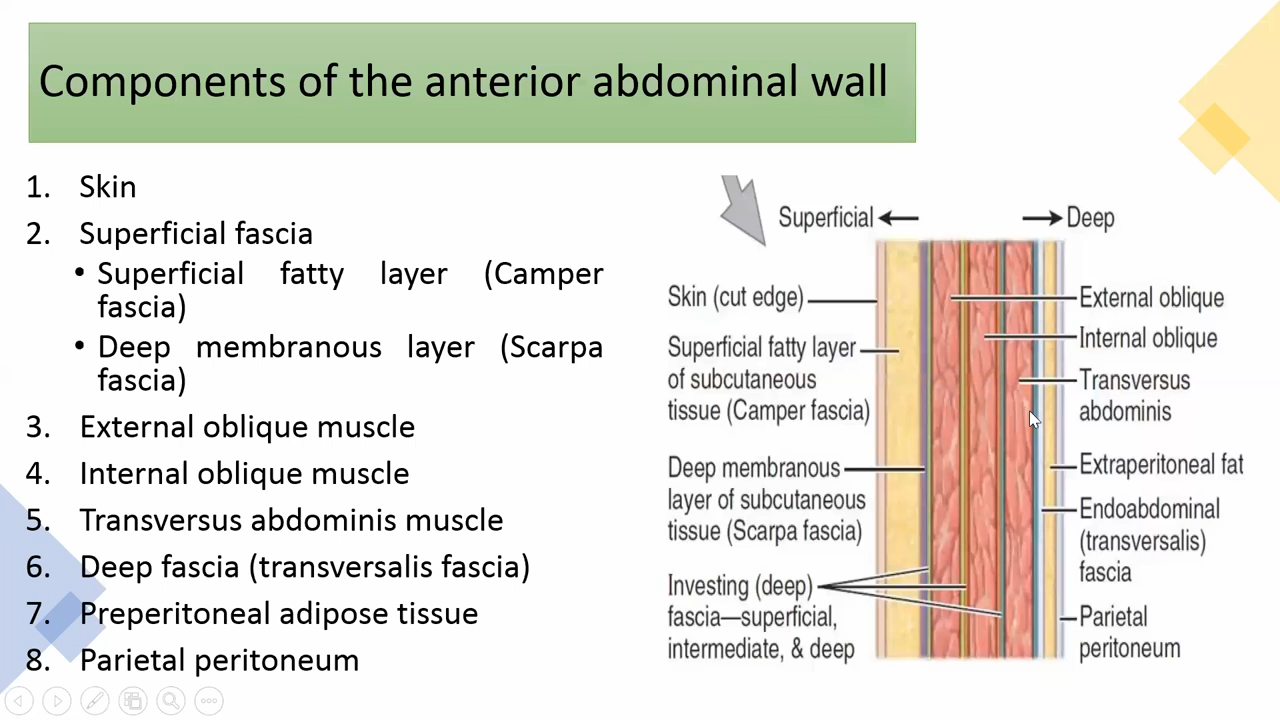 Components of the anterior abdominal wall
1. Skin
2. Superficial fascia
• Superficial fatty layer (Camper
fascia)
• Deep membranous layer (Scarpa
fascia)
3. External oblique muscle
4. Internal oblique muscle
5. Transversus abdominis muscle
6. Deep fascia (transversalis fascia)
7. Preperitoneal adipose tissue
8. Parietal peritoneum
Superficial
Deep
Skin (cut edge)
Superficial fatty layer
of subcutaneous
tissue (Camper fascia)
Deep membranous
layer of subcutaneous
tissue (Scarpa fascia)
Investing (deep)
fascia—superficial,
intermediate, & deep
External oblique
Internal oblique
Transversus
abdominis
Extraperitoneal fat
Endoabdominal
(transversalis)
fascia
Parietal
peritoneum